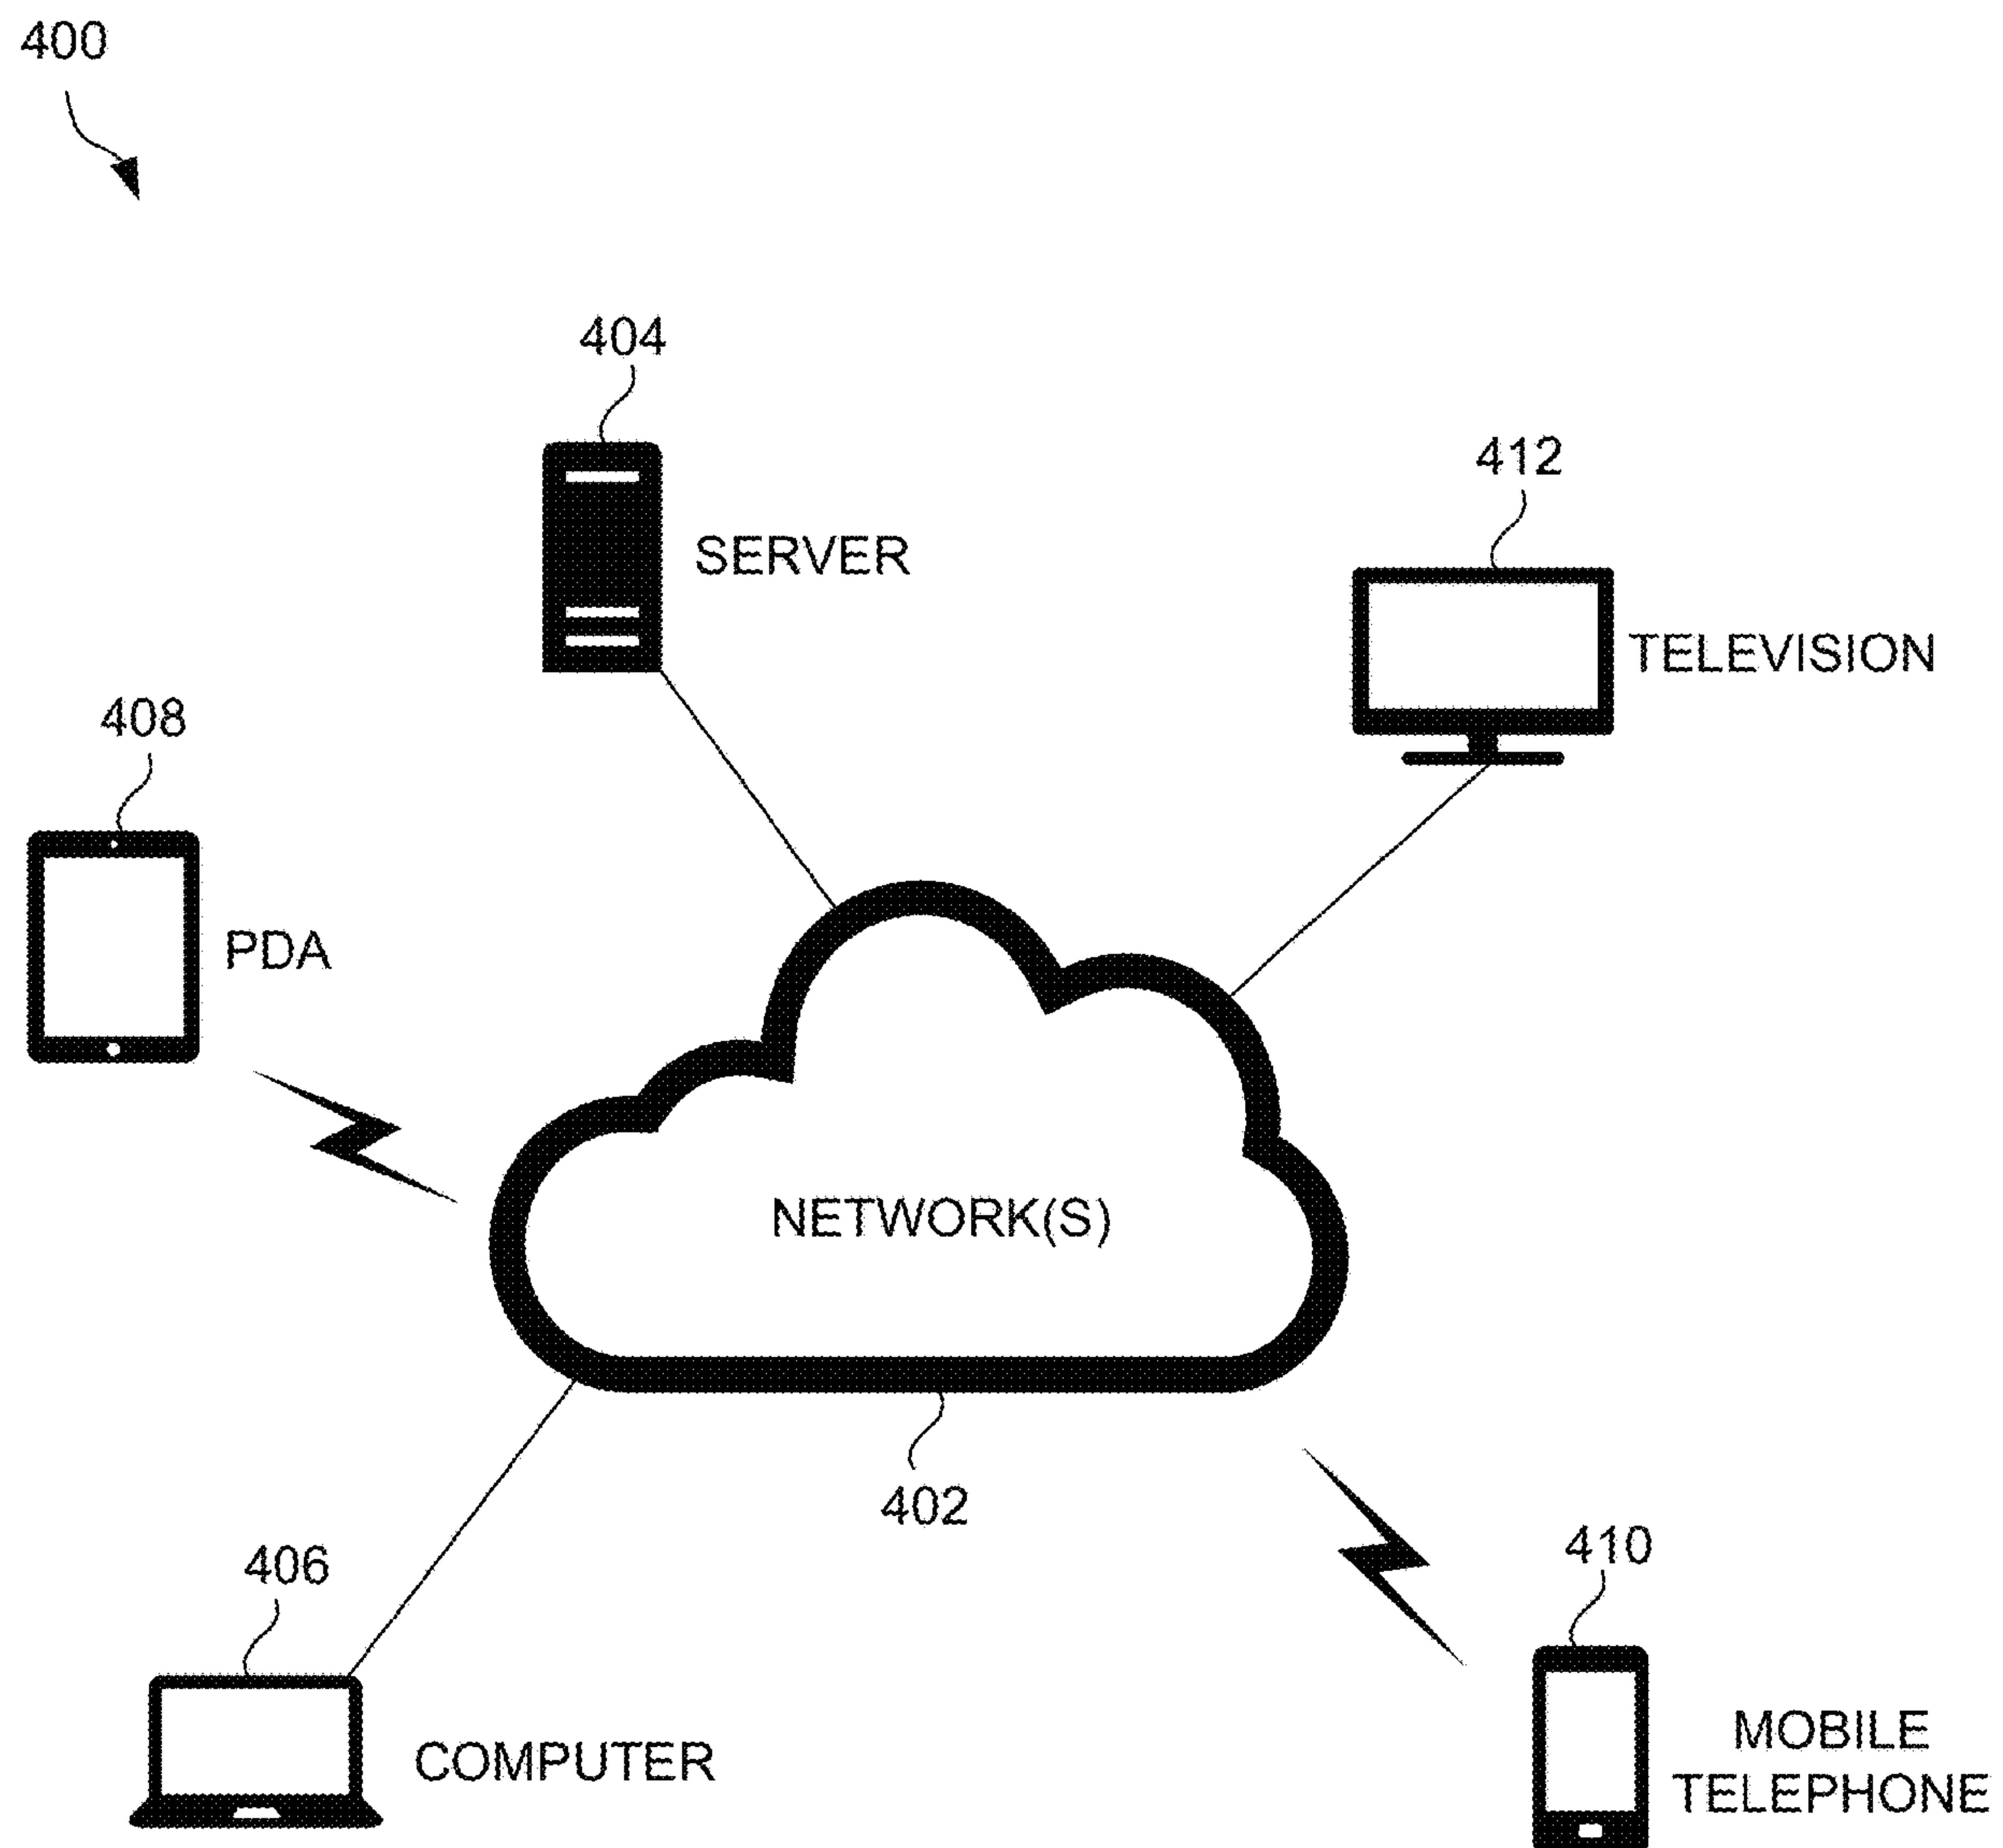 400
404
SERVER
412
TELEVISION
408
PDA
NETWORK(S)
402
406
COMPUTER
410
MOBILE
TELEPHONE